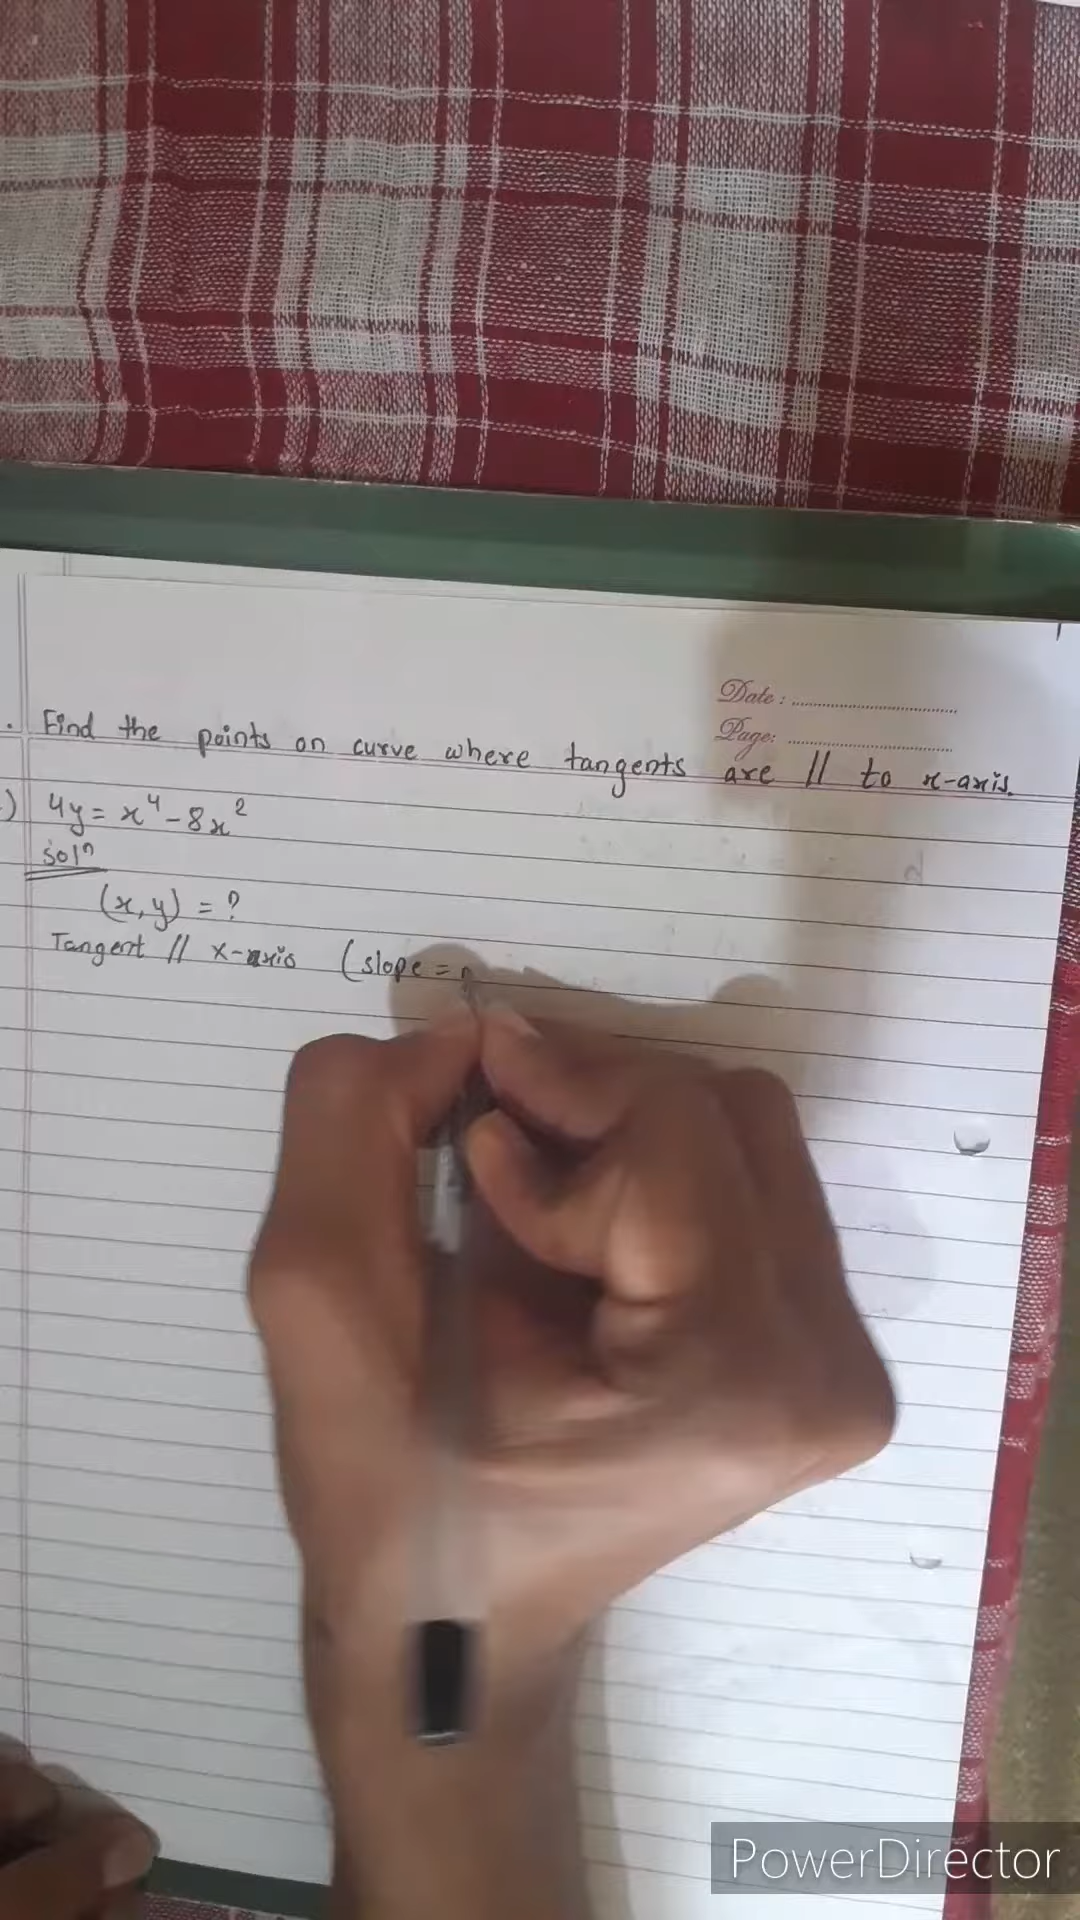 Date :
Page:
. Find the points on curve where tangents are // to x-axis.
) 4y = x⁴ - 8x²
Solⁿ
(x, y) = ?
Tangent // x-axis (slope =
PowerDirector